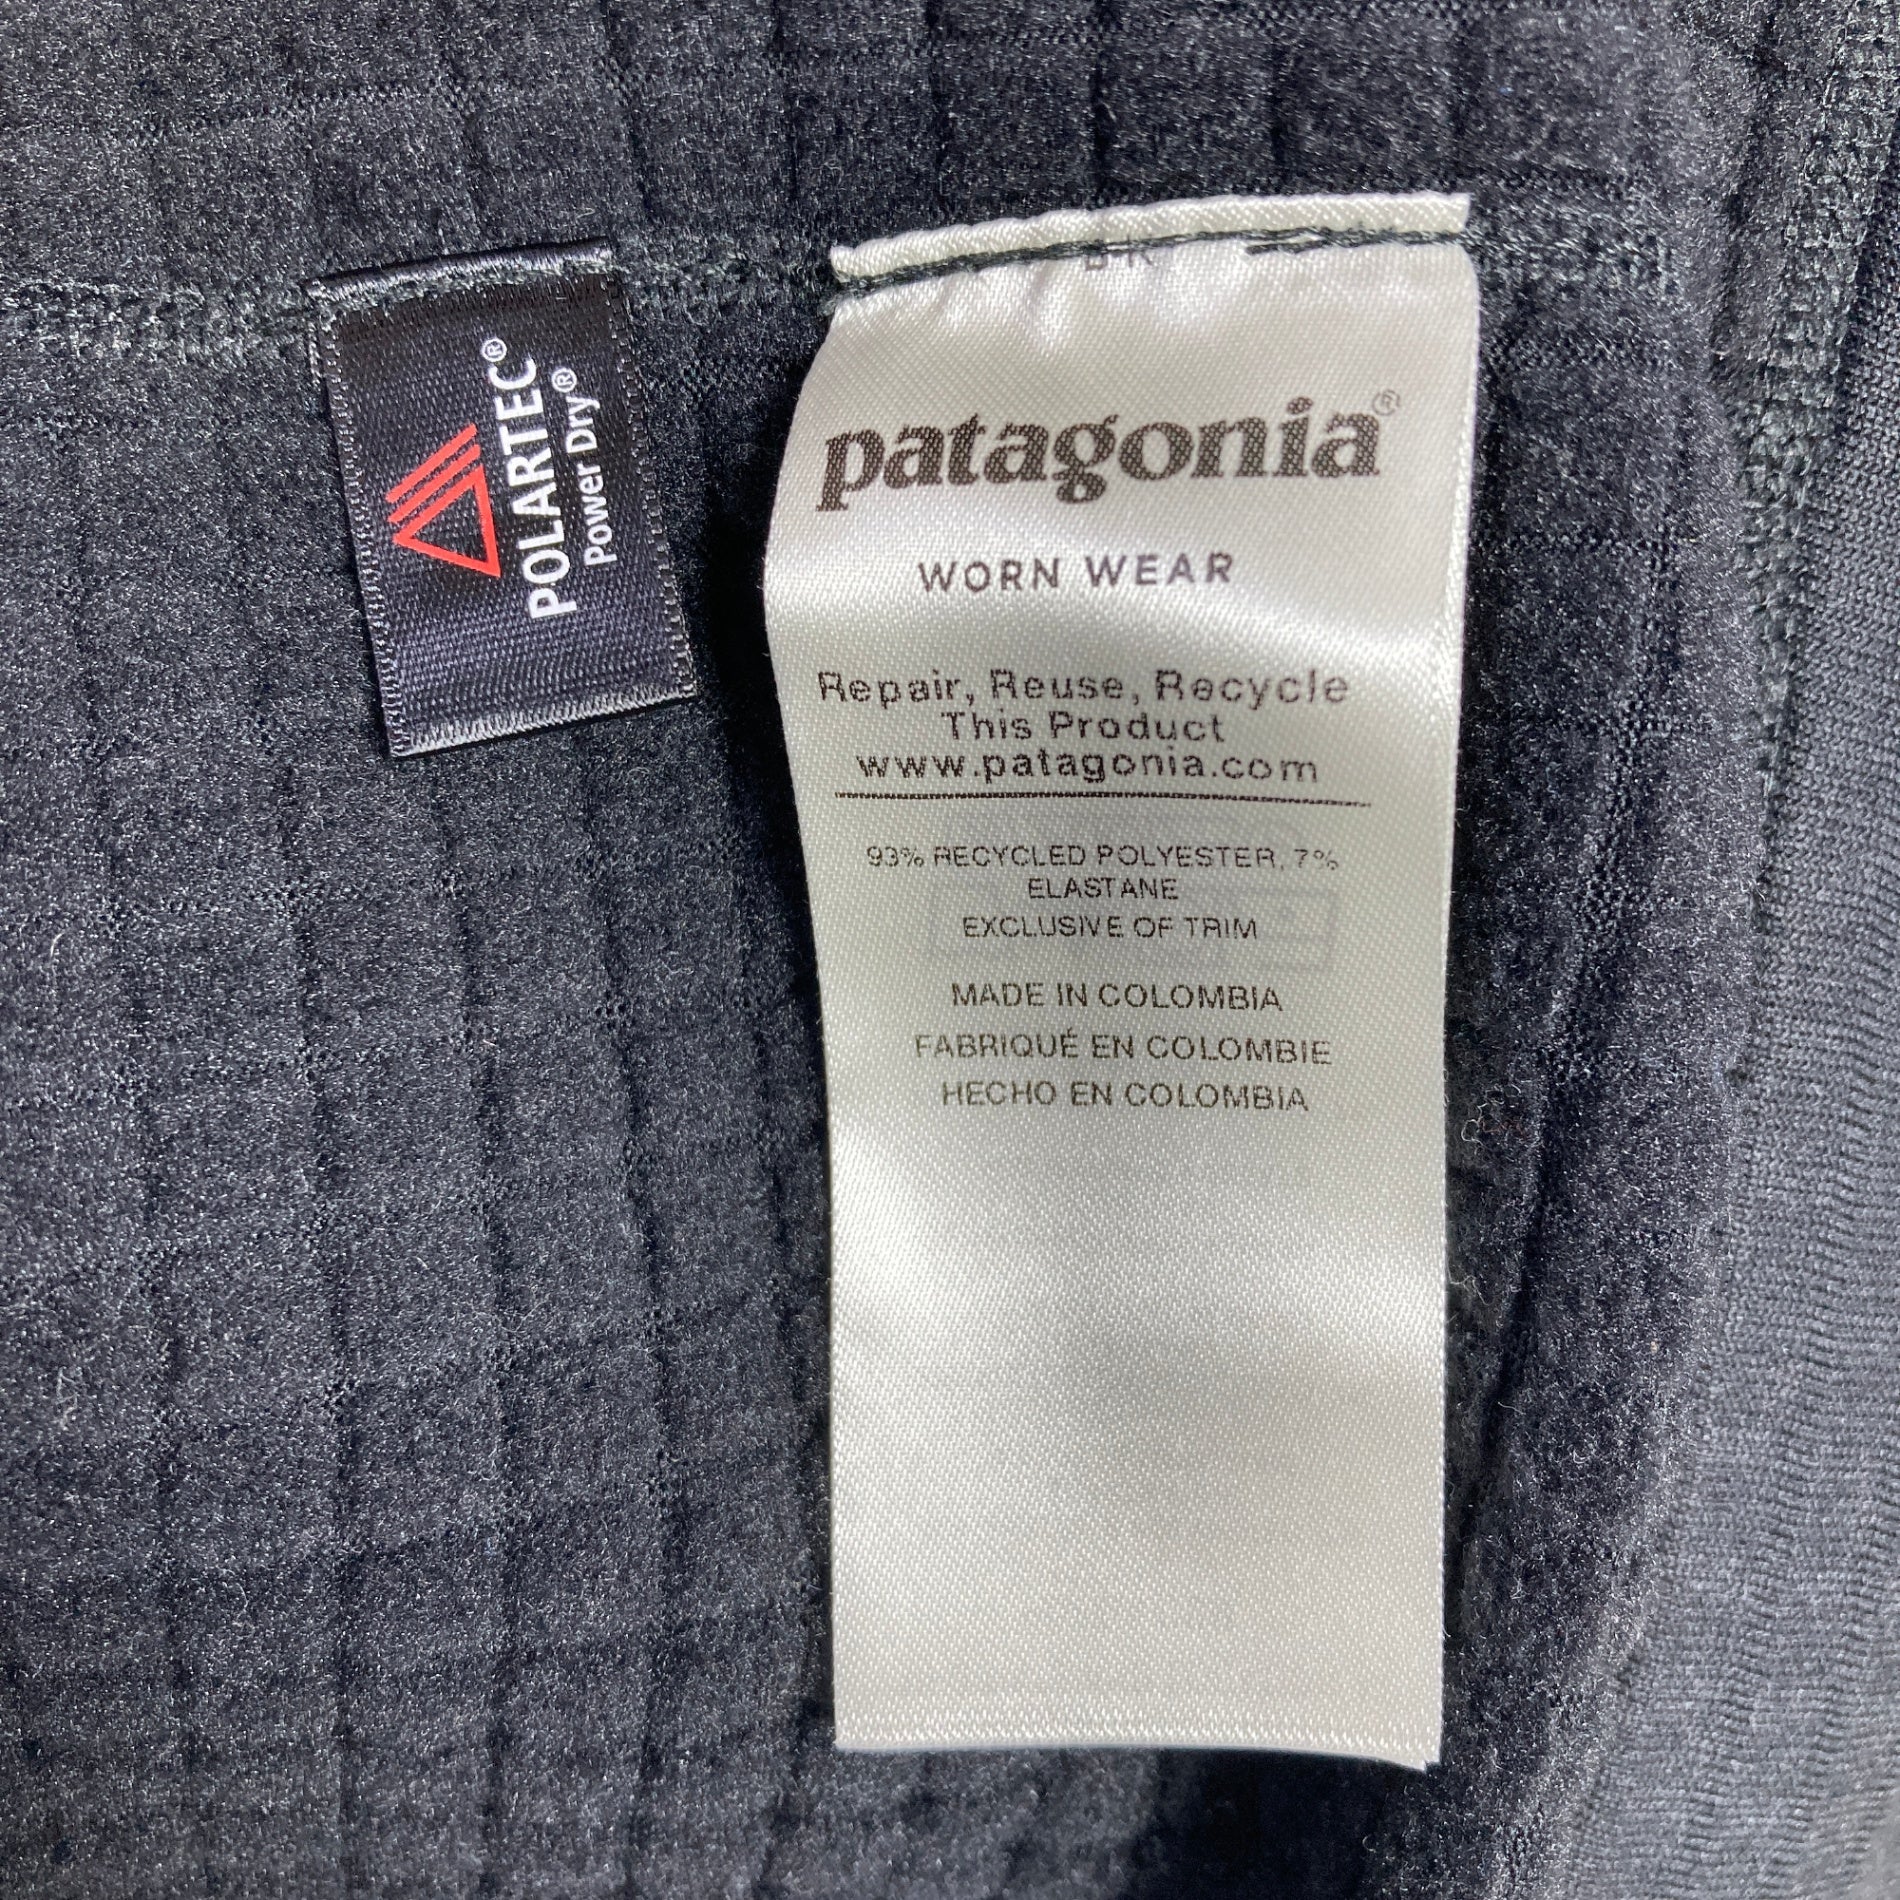 POLARTEC®
Power Dry®
patagonia®
WORN WEAR
Repair, Reuse, Recycle
This Product
www.patagonia.com
93% RECYCLED POLYESTER, 7%
ELASTANE
EXCLUSIVE OF TRIM
MADE IN COLOMBIA
FABRIQUÉ EN COLOMBIE
HECHO EN COLOMBIA